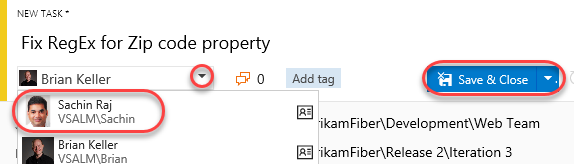 NEW TASK *
Fix RegEx for Zip code property
Brian Keller 0 Add tag Save & Close
Sachin Raj
VSALM\Sachin
rikamFiber\Development\Web Team
Brian Keller
VSALM\Brian
rikamFiber\Release 2\Iteration 3